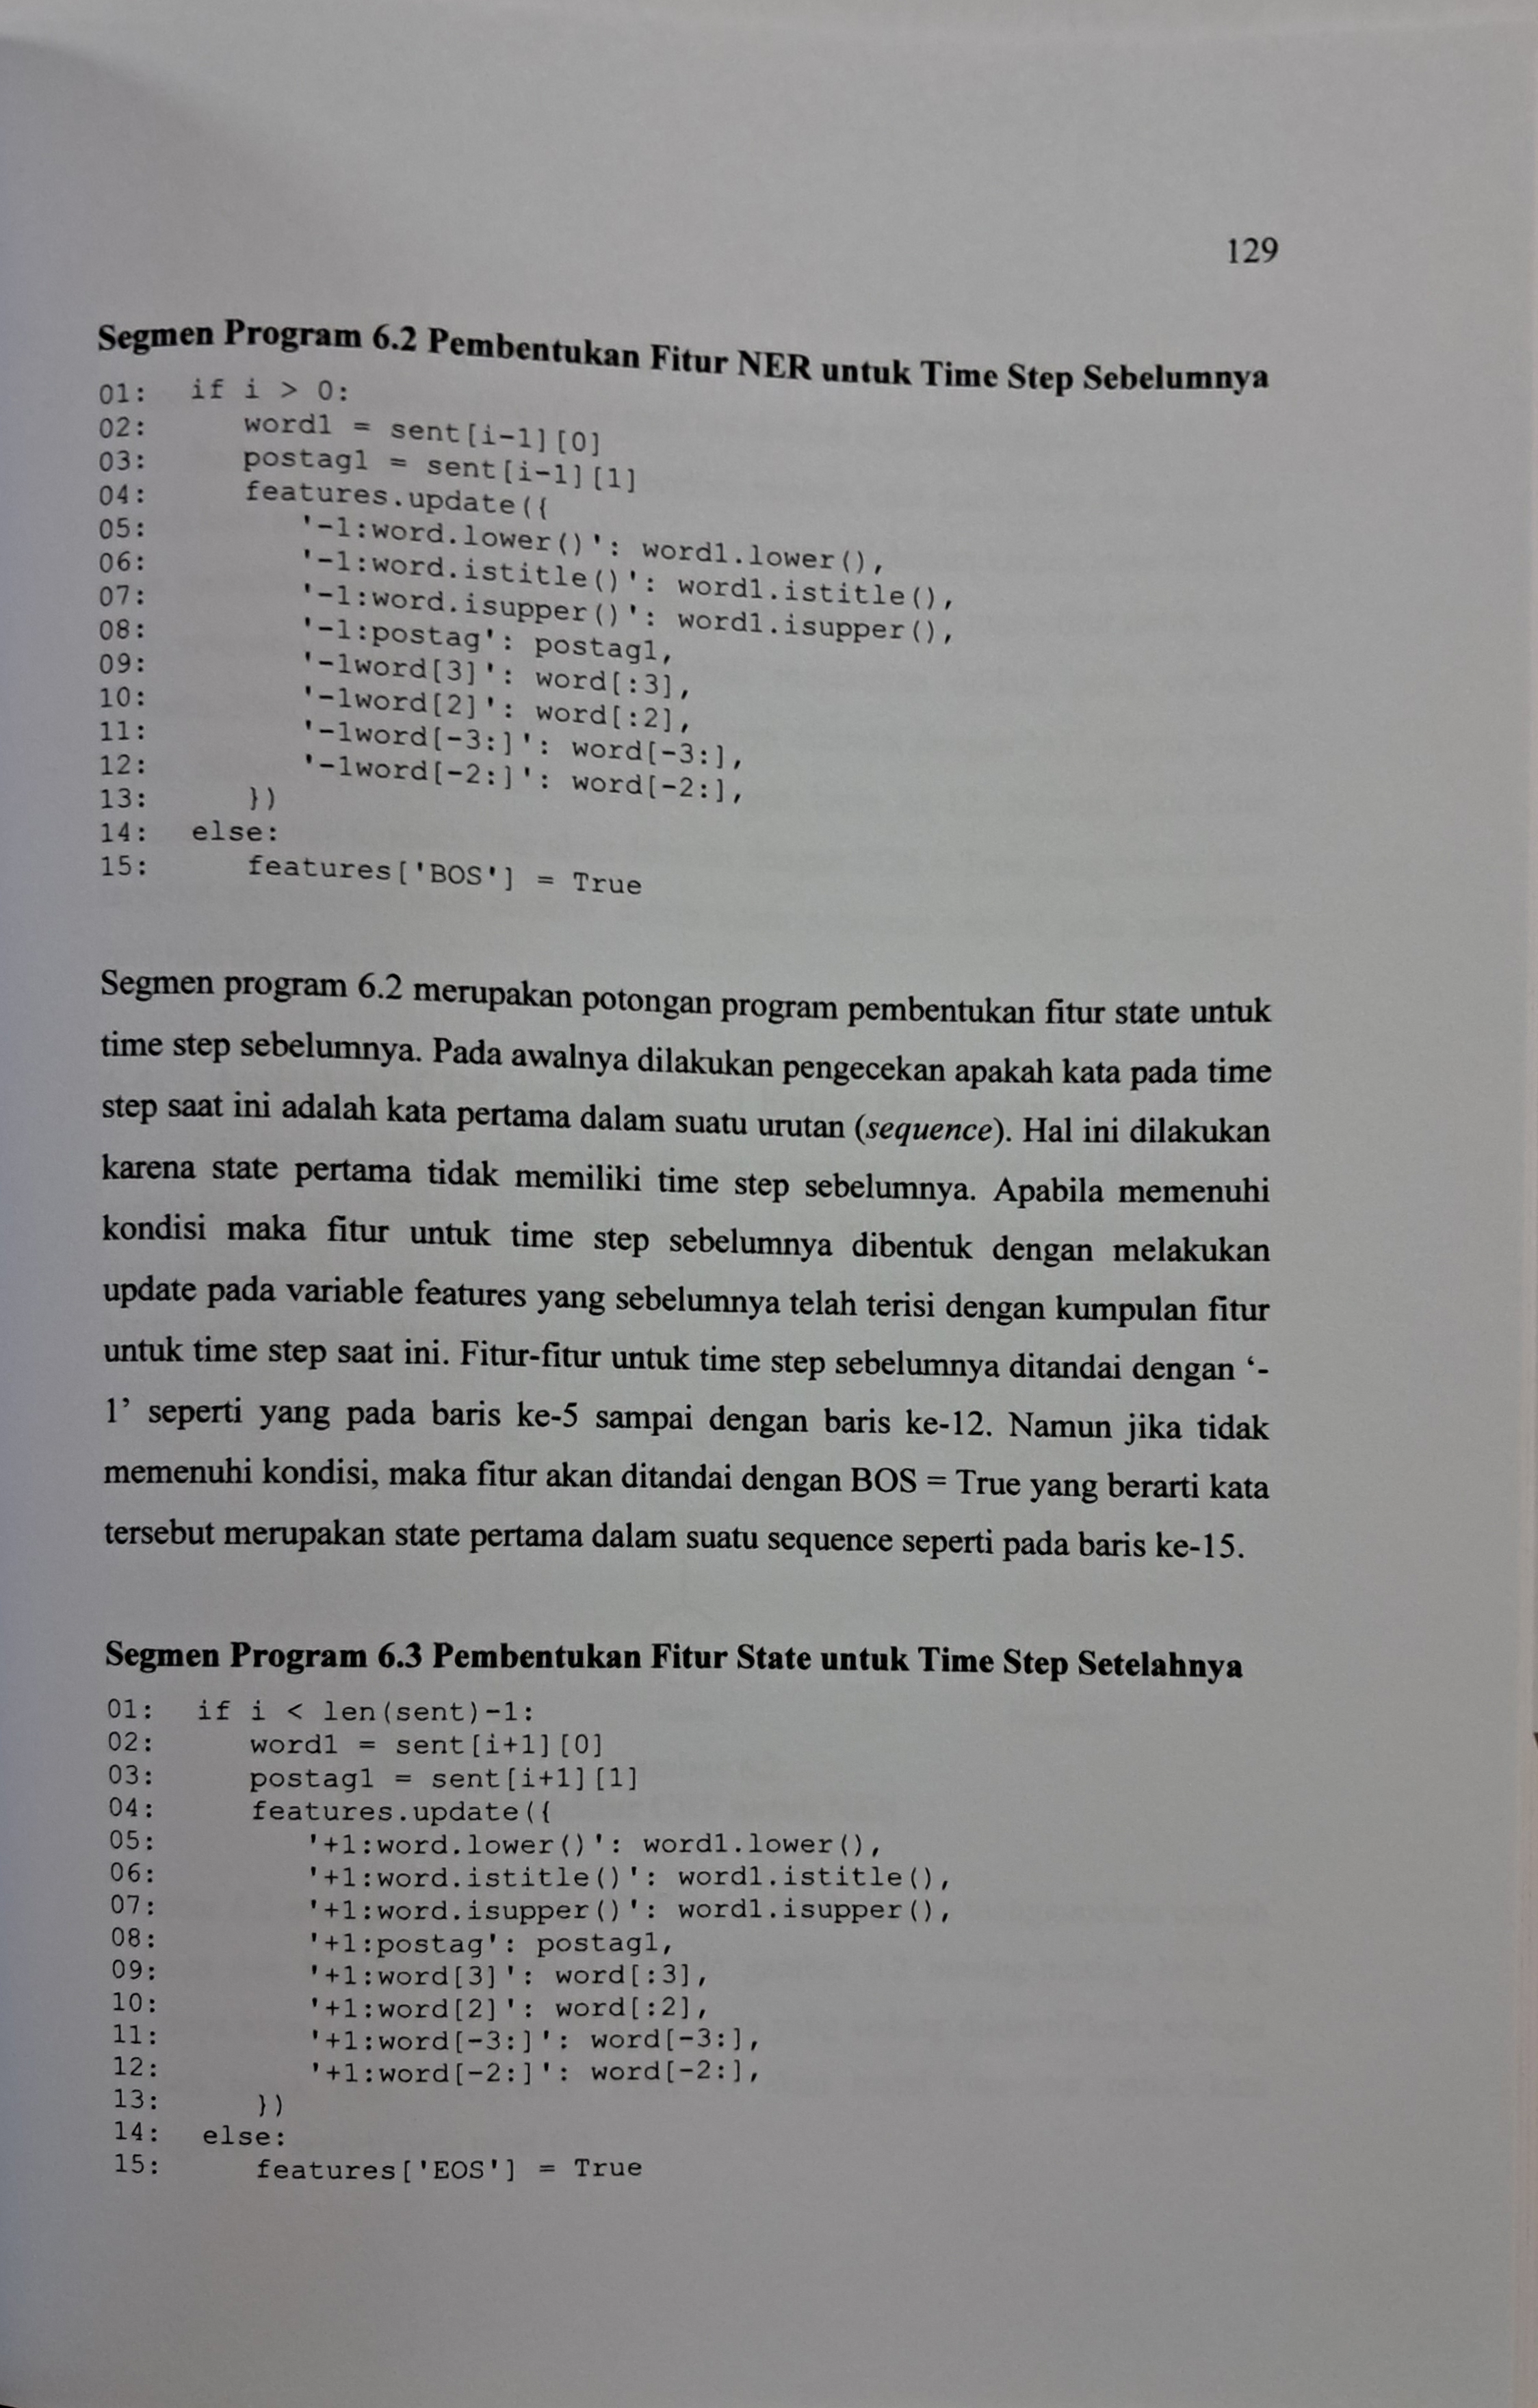 129
Segmen Program 6.2 Pembentukan Fitur NER untuk Time Step Sebelumnya
01: if i > 0:
02: word1 = sent[i-1][0]
03: postag1 = sent[i-1][1]
04: features.update({
05: '-1:word.lower()': word1.lower(),
06: '-1:word.istitle()': word1.istitle(),
07: '-1:word.isupper()': word1.isupper(),
08: '-1:postag': postag1,
09: '-1word[3]': word[:3],
10: '-1word[2]': word[:2],
11: '-1word[-3:]': word[-3:],
12: '-1word[-2:]': word[-2:],
13: })
14: else:
15: features['BOS'] = True
Segmen program 6.2 merupakan potongan program pembentukan fitur state untuk
time step sebelumnya. Pada awalnya dilakukan pengecekan apakah kata pada time
step saat ini adalah kata pertama dalam suatu urutan (sequence). Hal ini dilakukan
karena state pertama tidak memiliki time step sebelumnya. Apabila memenuhi
kondisi maka fitur untuk time step sebelumnya dibentuk dengan melakukan
update pada variable features yang sebelumnya telah terisi dengan kumpulan fitur
untuk time step saat ini. Fitur-fitur untuk time step sebelumnya ditandai dengan ‘-
1’ seperti yang pada baris ke-5 sampai dengan baris ke-12. Namun jika tidak
memenuhi kondisi, maka fitur akan ditandai dengan BOS = True yang berarti kata
tersebut merupakan state pertama dalam suatu sequence seperti pada baris ke-15.
Segmen Program 6.3 Pembentukan Fitur State untuk Time Step Setelahnya
01: if i < len(sent)-1:
02: word1 = sent[i+1][0]
03: postag1 = sent[i+1][1]
04: features.update({
05: '+1:word.lower()': word1.lower(),
06: '+1:word.istitle()': word1.istitle(),
07: '+1:word.isupper()': word1.isupper(),
08: '+1:postag': postag1,
09: '+1:word[3]': word[:3],
10: '+1:word[2]': word[:2],
11: '+1:word[-3:]': word[-3:],
12: '+1:word[-2:]': word[-2:],
13: })
14: else:
15: features['EOS'] = True